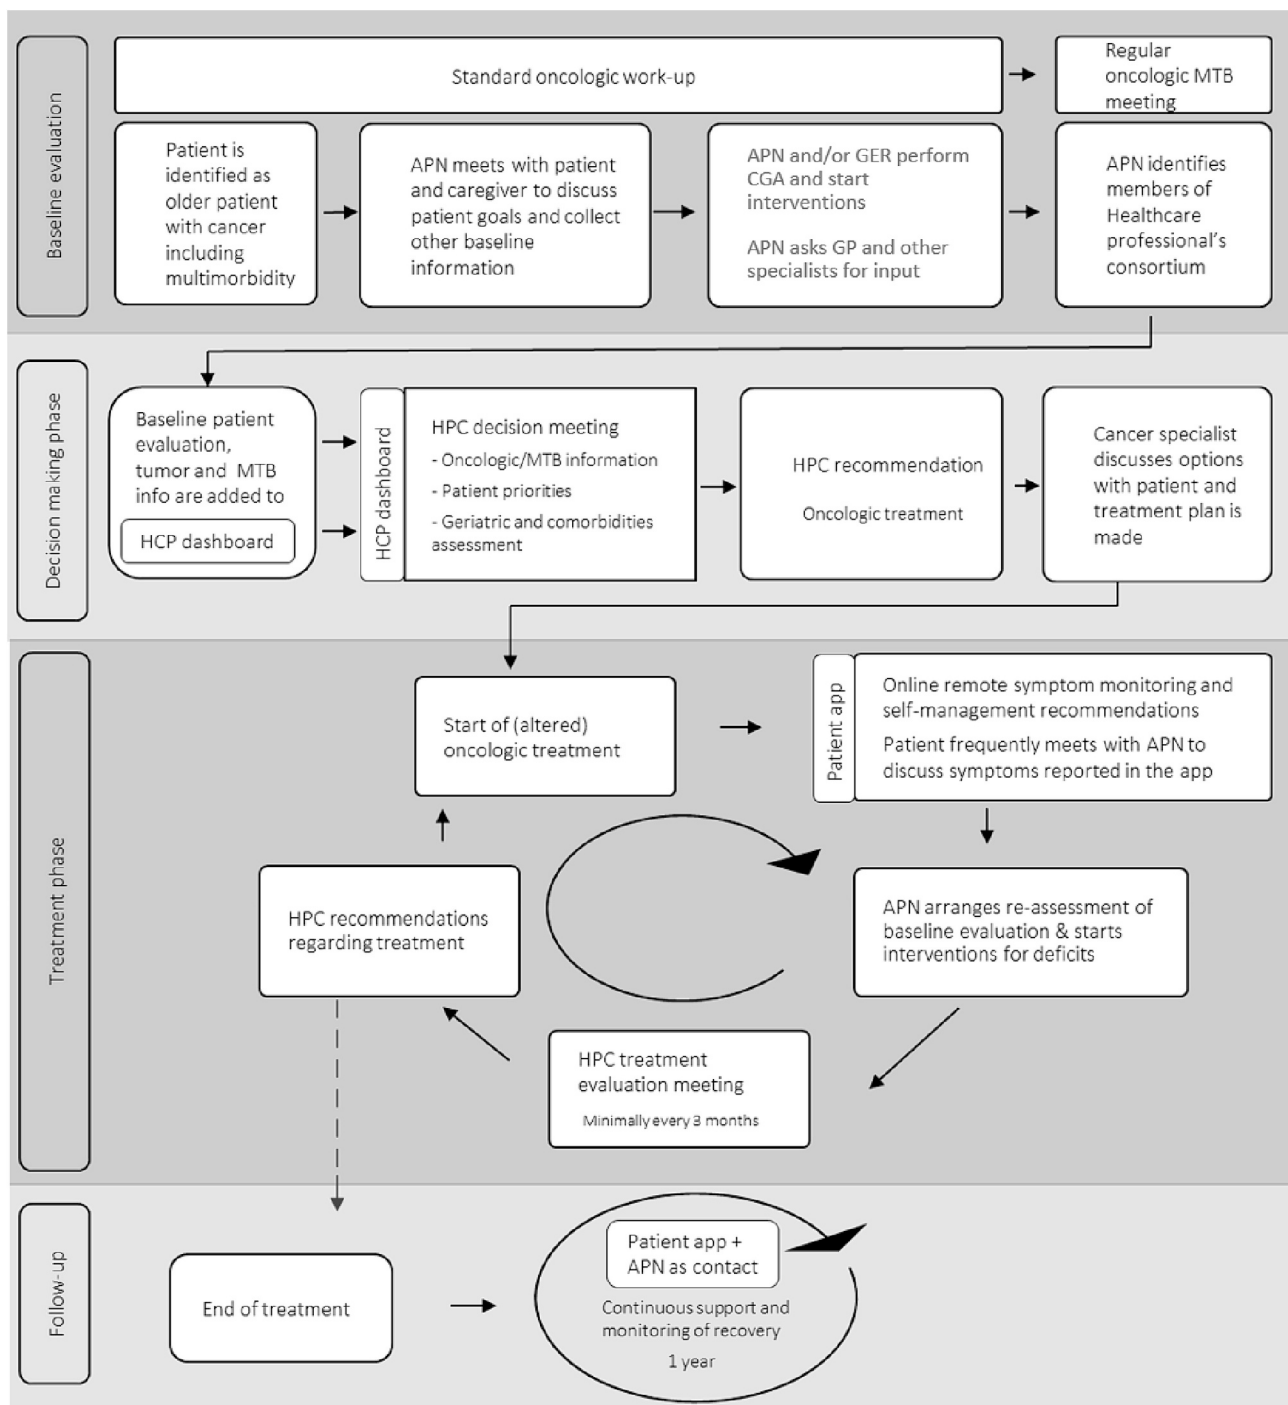 Baseline evaluation
Standard oncologic work-up
Regular
oncologic MTB
meeting
Patient is
identified as
older patient
with cancer
including
multimorbidity
APN meets with patient
and caregiver to discuss
patient goals and collect
other baseline
information
APN and/or GER perform
CGA and start
interventions
APN asks GP and other
specialists for input
APN identifies
members of
Healthcare
professional's
consortium
Decision making phase
Baseline patient
evaluation,
tumor and MTB
info are added to
HCP dashboard
HCP dashboard
HPC decision meeting
- Oncologic/MTB information
- Patient priorities
- Geriatric and comorbidities
assessment
HPC recommendation
Oncologic treatment
Cancer specialist
discusses options
with patient and
treatment plan is
made
Treatment phase
Start of (altered)
oncologic treatment
Patient app
Online remote symptom monitoring and
self-management recommendations
Patient frequently meets with APN to
discuss symptoms reported in the app
HPC recommendations
regarding treatment
APN arranges re-assessment of
baseline evaluation & starts
interventions for deficits
HPC treatment
evaluation meeting
Minimally every 3 months
Follow-up
End of treatment
Patient app +
APN as contact
Continuous support and
monitoring of recovery
1 year